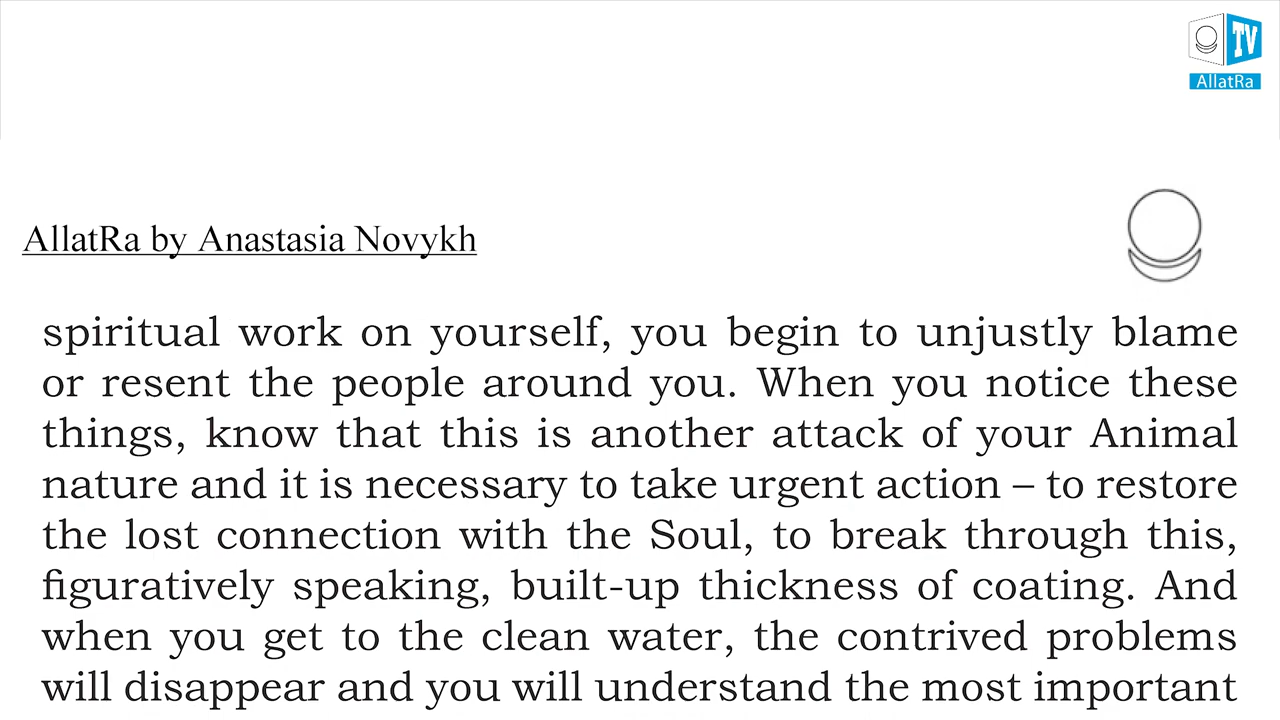 TV
AllatRa
AllatRa by Anastasia Novykh
spiritual work on yourself, you begin to unjustly blame
or resent the people around you. When you notice these
things, know that this is another attack of your Animal
nature and it is necessary to take urgent action – to restore
the lost connection with the Soul, to break through this,
figuratively speaking, built-up thickness of coating. And
when you get to the clean water, the contrived problems
will disappear and you will understand the most important